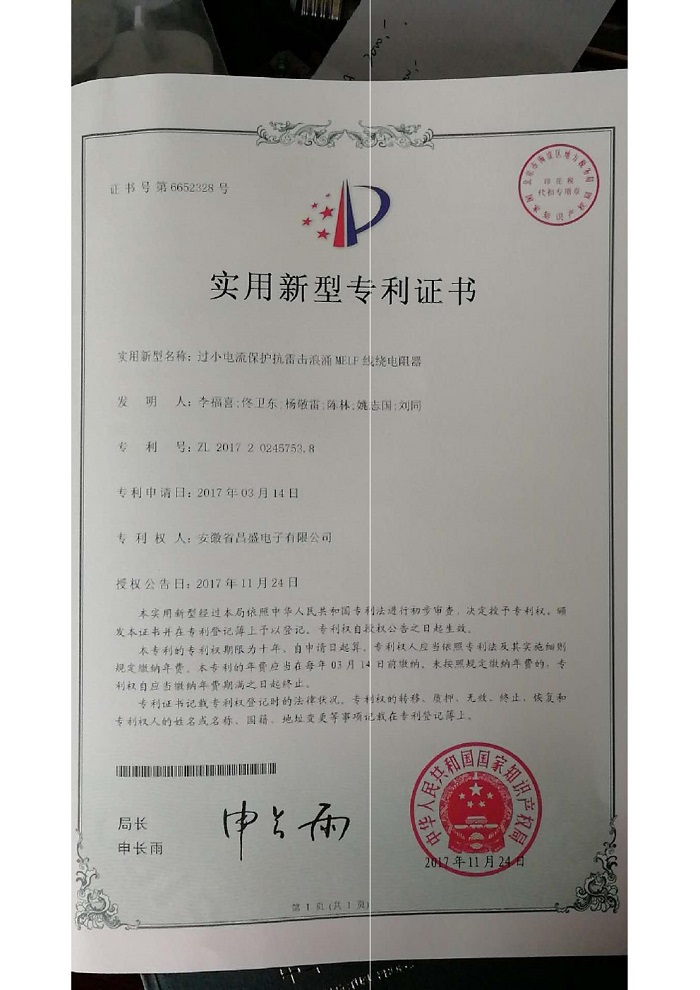 证书号第6652328号
实用新型专利证书
实用新型名称：过小电流保护抗雷击浪涌MELF线绕电阻器
发明人：李福喜;佟卫东;杨敬雷;陈林;姚志国;刘同
专利号：ZL 2017 2 0245753.8
专利申请日：2017年03月14日
专利权人：安徽省昌盛电子有限公司
授权公告日：2017年11月24日
本实用新型经过本局依照中华人民共和国专利法进行初步审查，决定授予专利权，颁
发本证书并在专利登记簿上予以登记。专利权自授权公告之日起生效。
本专利的专利权期限为十年，自申请日起算。专利权人应当依照专利法及其实施细则
规定缴纳年费。本专利的年费应当在每年03月14日前缴纳。未按照规定缴纳年费的，专
利权自应当缴纳年费期满之日起终止。
专利证书记载专利权登记时的法律状况。专利权的转移、质押、无效、终止、恢复和
专利权人的姓名或名称、国籍、地址变更等事项记载在专利登记簿上。
局长
申长雨
申长雨
中华人民共和国国家知识产权局
2017年11月24日
第1页(共1页)